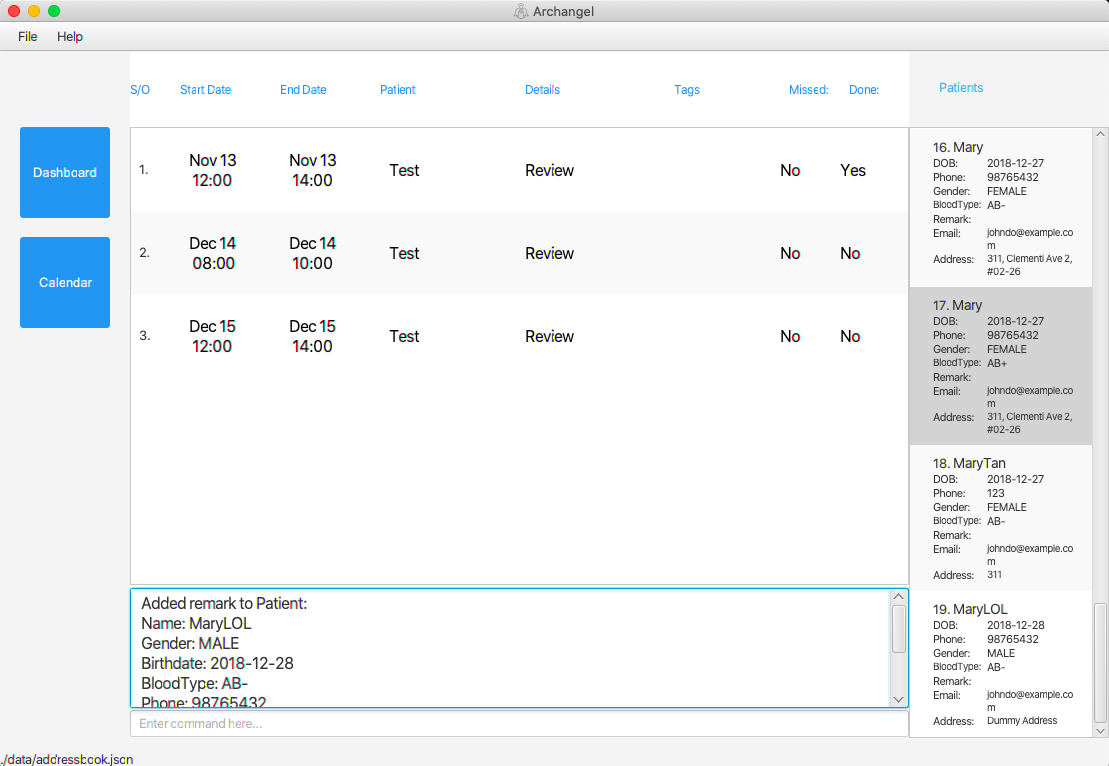 Archangel
File Help
S/O Start Date End Date Patient Details Tags Missed: Done: Patients
Dashboard
Calendar
1. Nov 13 12:00 Nov 13 14:00 Test Review No Yes
2. Dec 14 08:00 Dec 14 10:00 Test Review No No
3. Dec 15 12:00 Dec 15 14:00 Test Review No No
16. Mary
DOB: 2018-12-27
Phone: 98765432
Gender: FEMALE
BloodType: AB-
Remark:
Email: johndo@example.co
m
Address: 311, Clementi Ave 2,
#02-26
17. Mary
DOB: 2018-12-27
Phone: 98765432
Gender: FEMALE
BloodType: AB+
Remark:
Email: johndo@example.co
m
Address: 311, Clementi Ave 2,
#02-26
18. MaryTan
DOB: 2018-12-27
Phone: 123
Gender: FEMALE
BloodType: AB-
Remark:
Email: johndo@example.co
m
Address: 311
19. MaryLOL
DOB: 2018-12-28
Phone: 98765432
Gender: MALE
BloodType: AB-
Remark:
Email: johndo@example.co
m
Address: Dummy Address
Added remark to Patient:
Name: MaryLOL
Gender: MALE
Birthdate: 2018-12-28
BloodType: AB-
Phone: 98765432
Enter command here...
./data/addressbook.json